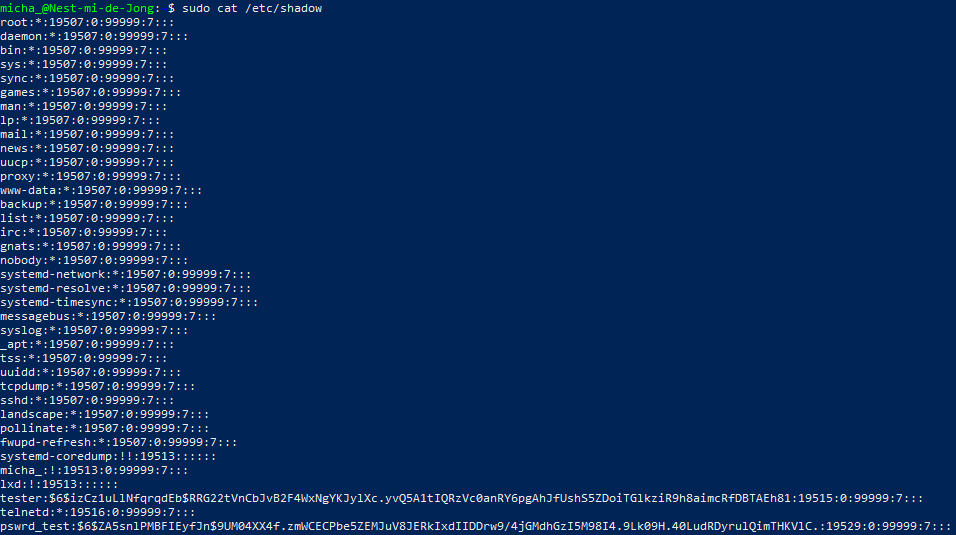 micha_@Nest-mi-de-Jong:~$ sudo cat /etc/shadow
root:*:19507:0:99999:7:::
daemon:*:19507:0:99999:7:::
bin:*:19507:0:99999:7:::
sys:*:19507:0:99999:7:::
sync:*:19507:0:99999:7:::
games:*:19507:0:99999:7:::
man:*:19507:0:99999:7:::
lp:*:19507:0:99999:7:::
mail:*:19507:0:99999:7:::
news:*:19507:0:99999:7:::
uucp:*:19507:0:99999:7:::
proxy:*:19507:0:99999:7:::
www-data:*:19507:0:99999:7:::
backup:*:19507:0:99999:7:::
list:*:19507:0:99999:7:::
irc:*:19507:0:99999:7:::
gnats:*:19507:0:99999:7:::
nobody:*:19507:0:99999:7:::
systemd-network:*:19507:0:99999:7:::
systemd-resolve:*:19507:0:99999:7:::
systemd-timesync:*:19507:0:99999:7:::
messagebus:*:19507:0:99999:7:::
syslog:*:19507:0:99999:7:::
_apt:*:19507:0:99999:7:::
tss:*:19507:0:99999:7:::
uuidd:*:19507:0:99999:7:::
tcpdump:*:19507:0:99999:7:::
sshd:*:19507:0:99999:7:::
landscape:*:19507:0:99999:7:::
pollinate:*:19507:0:99999:7:::
fwupd-refresh:*:19507:0:99999:7:::
systemd-coredump:!!:19513::::::
micha_:!:19513:0:99999:7:::
lxd:!:19513::::::
tester:$6$izCz1uLlNfqrqdEb$RRG22tVnCbJvB2F4WxNgYKJylXc.yvQ5A1tIQRzVc0anRY6pgAhJfUshS5ZDoiTGlkziR9h8aimcRfDBTAEh81:19515:0:99999:7:::
telnetd:*:19516:0:99999:7:::
pswrd_test:$6$ZA5snlPMBFIEyfJn$9UM04XX4f.zmWCECPbe5ZEMJuV8JERkIxdIIDDrw9/4jGMdhGzI5M98I4.9Lk09H.40LudRDyrulQimTHKVlC.:19529:0:99999:7:::